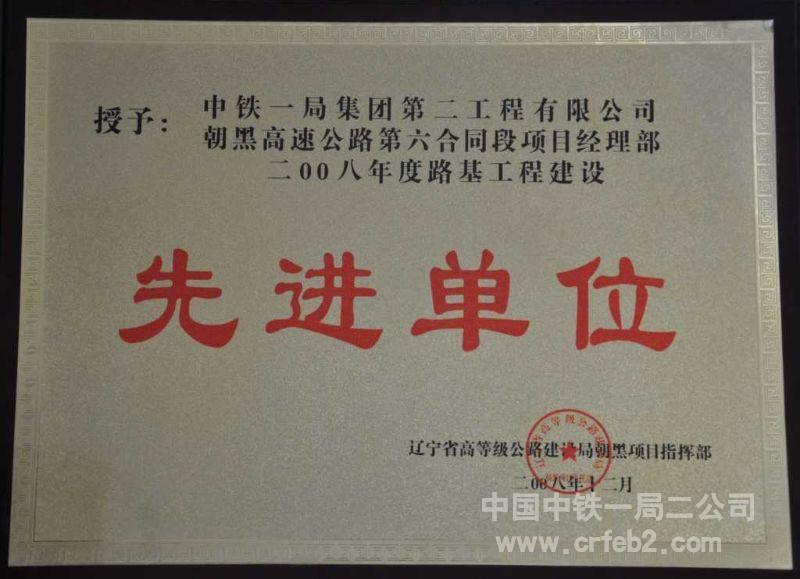 授予：
中铁一局集团第二工程有限公司
朝黑高速公路第六合同段项目经理部
二00八年度路基工程建设
先进单位
辽宁省高等级公路建设局朝黑项目指挥部
二00八年十二月
中国中铁一局二公司
www.crfeb2.com